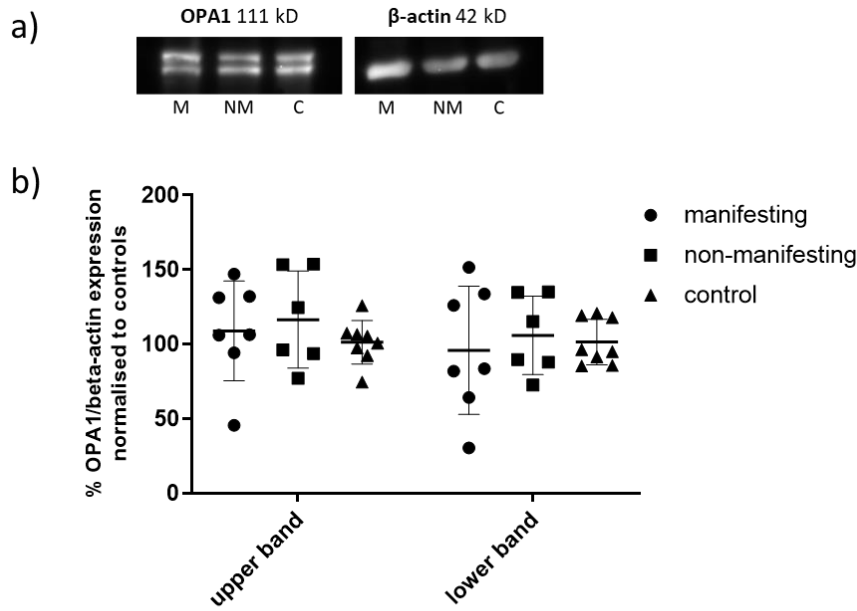 a)
OPA1 111 kD
β-actin 42 kD
M NM C
M NM C
b)
% OPA1/beta-actin expression
normalised to controls
200
150
100
50
0
upper band
lower band
manifesting
non-manifesting
control